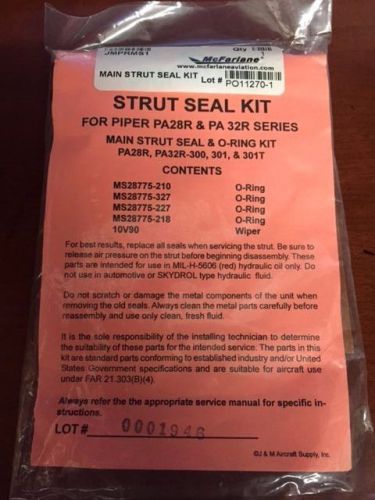 JMPRMS1
Qty
McFarlane
www.mcfarlaneaviation.com
MAIN STRUT SEAL KIT Lot # PO11270-1
STRUT SEAL KIT
FOR PIPER PA28R & PA 32R SERIES
MAIN STRUT SEAL & O-RING KIT
PA28R, PA32R-300, 301, & 301T
CONTENTS
MS28775-210 O-Ring
MS28775-327 O-Ring
MS28775-227 O-Ring
MS28775-218 O-Ring
10V90 Wiper
For best results, replace all seals when servicing the strut. Be sure to
release air pressure on the strut before beginning disassembly. These
parts are intended for use in MIL-H-5606 (red) hydraulic oil only. Do
not use in automotive or SKYDROL type hydraulic fluid.
Do not scratch or damage the metal components of the unit when
removing the old seals. Always clean the metal parts carefully before
reassembly and use only clean, fresh fluid.
It is the sole responsibility of the installing technician to determine
the suitability of these parts for the intended service. The parts in this
kit are standard parts conforming to established industry and/or United
States Government specifications and are suitable for aircraft use
under FAR 21.303(B)(4).
Always refer the the appropriate service manual for specific in-
structions.
LOT# 0001946
©J & M Aircraft Supply, Inc.